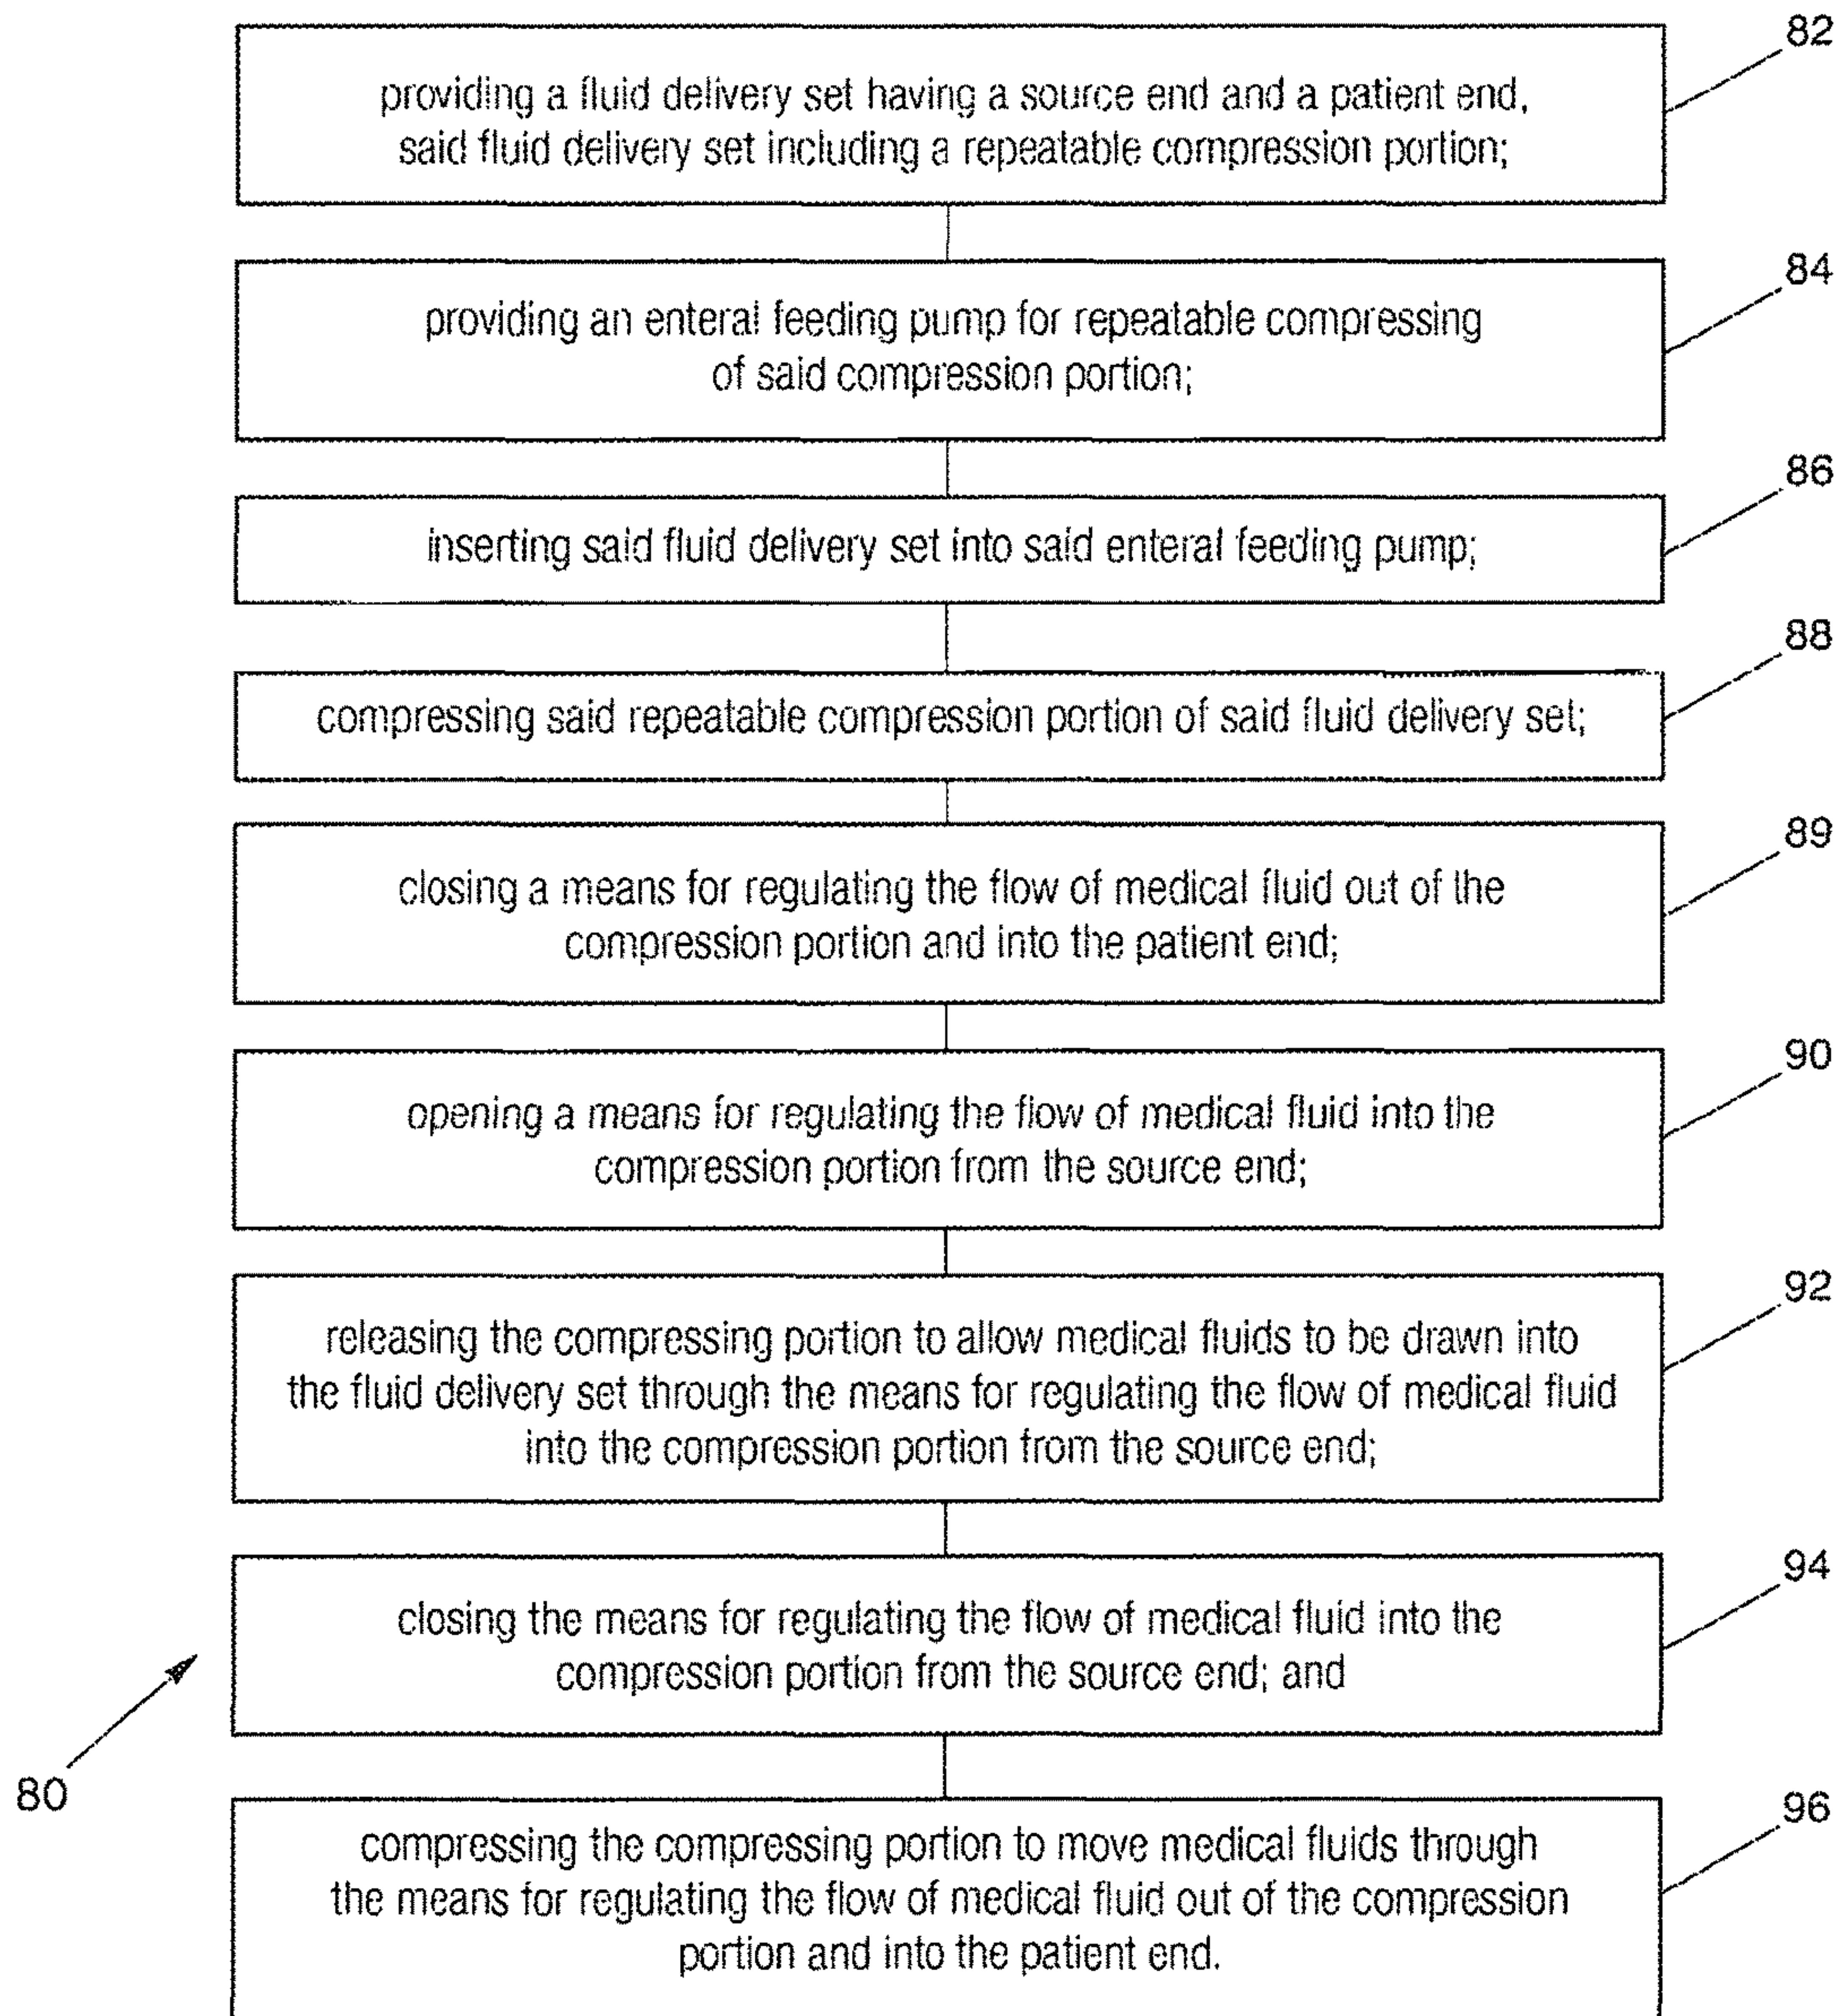 82
providing a fluid delivery set having a source end and a patient end,
said fluid delivery set including a repeatable compression portion;
84
providing an enteral feeding pump for repeatable compressing
of said compression portion;
86
inserting said fluid delivery set into said enteral feeding pump;
88
compressing said repeatable compression portion of said fluid delivery set;
89
closing a means for regulating the flow of medical fluid out of the
compression portion and into the patient end;
90
opening a means for regulating the flow of medical fluid into the
compression portion from the source end;
92
releasing the compressing portion to allow medical fluids to be drawn into
the fluid delivery set through the means for regulating the flow of medical fluid
into the compression portion from the source end;
94
closing the means for regulating the flow of medical fluid into the
compression portion from the source end; and
80
96
compressing the compressing portion to move medical fluids through
the means for regulating the flow of medical fluid out of the compression
portion and into the patient end.